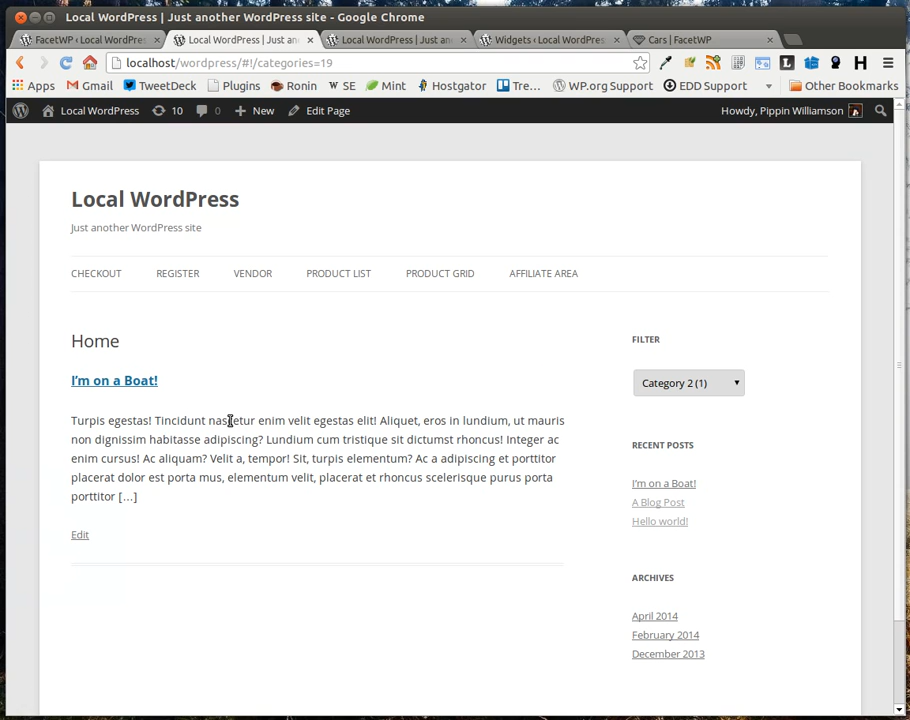 Local WordPress | Just another WordPress site - Google Chrome
FacetWP ‹ Local WordPre
Local WordPress | Just an
Local WordPress | Just an
Widgets ‹ Local WordPres
Cars | FacetWP
localhost/wordpress/#!/categories=19
Apps
Gmail
TweetDeck
Plugins
Ronin
SE
Mint
Hostgator
Tre...
WP.org Support
EDD Support
Other Bookmarks
Local WordPress
10
0
New
Edit Page
Howdy, Pippin Williamson
Local WordPress
Just another WordPress site
CHECKOUT
REGISTER
VENDOR
PRODUCT LIST
PRODUCT GRID
AFFILIATE AREA
Home
I'm on a Boat!
Turpis egestas! Tincidunt nascetur enim velit egestas elit! Aliquet, eros in lundium, ut mauris
non dignissim habitasse adipiscing? Lundium cum tristique sit dictumst rhoncus! Integer ac
enim cursus! Ac aliquam? Velit a, tempor! Sit, turpis elementum? Ac a adipiscing et porttitor
placerat dolor est porta mus, elementum velit, placerat et rhoncus scelerisque purus porta
porttitor […]
Edit
FILTER
Category 2 (1)
RECENT POSTS
I'm on a Boat!
A Blog Post
Hello world!
ARCHIVES
April 2014
February 2014
December 2013